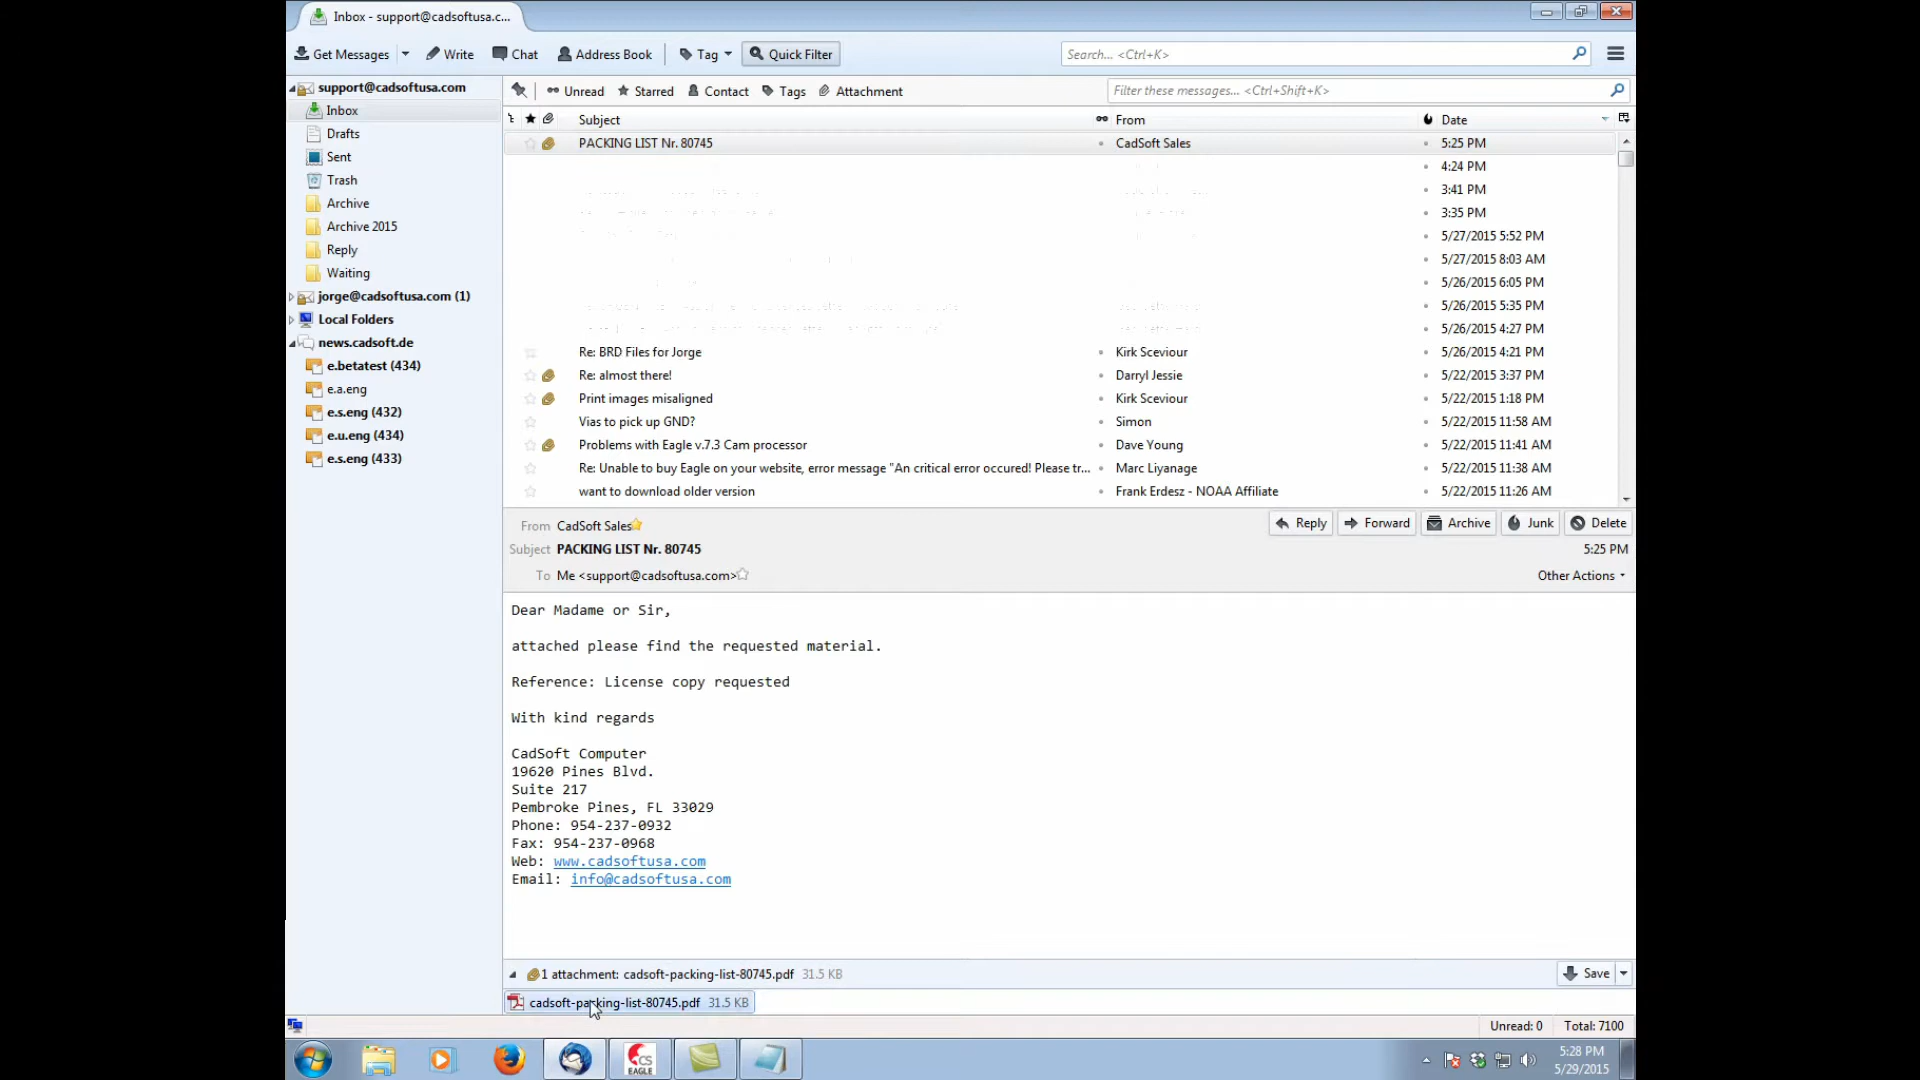 Inbox - support@cadsoftusa.c...
Get Messages Write Chat Address Book Tag Quick Filter Search... <Ctrl+K>
support@cadsoftusa.com
Inbox
Drafts
Sent
Trash
Archive
Archive 2015
Reply
Waiting
jorge@cadsoftusa.com (1)
Local Folders
news.cadsoft.de
e.betatest (434)
e.a.eng
e.s.eng (432)
e.u.eng (434)
e.s.eng (433)
Unread Starred Contact Tags Attachment Filter these messages... <Ctrl+Shift+K>
Subject From Date
PACKING LIST Nr. 80745 CadSoft Sales 5:25 PM
4:24 PM
3:41 PM
3:35 PM
5/27/2015 5:52 PM
5/27/2015 8:03 AM
5/26/2015 6:05 PM
5/26/2015 5:35 PM
5/26/2015 4:27 PM
Re: BRD Files for Jorge Kirk Sceviour 5/26/2015 4:21 PM
Re: almost there! Darryl Jessie 5/22/2015 3:37 PM
Print images misaligned Kirk Sceviour 5/22/2015 1:18 PM
Vias to pick up GND? Simon 5/22/2015 11:58 AM
Problems with Eagle v.7.3 Cam processor Dave Young 5/22/2015 11:41 AM
Re: Unable to buy Eagle on your website, error message "An critical error occured! Please tr... Marc Liyanage 5/22/2015 11:38 AM
want to download older version Frank Erdesz - NOAA Affiliate 5/22/2015 11:26 AM
From CadSoft Sales Reply Forward Archive Junk Delete
Subject PACKING LIST Nr. 80745 5:25 PM
To Me <support@cadsoftusa.com> Other Actions
Dear Madame or Sir,
attached please find the requested material.
Reference: License copy requested
With kind regards
CadSoft Computer
19620 Pines Blvd.
Suite 217
Pembroke Pines, FL 33029
Phone: 954-237-0932
Fax: 954-237-0968
Web: www.cadsoftusa.com
Email: info@cadsoftusa.com
1 attachment: cadsoft-packing-list-80745.pdf 31.5 KB Save
cadsoft-packing-list-80745.pdf 31.5 KB
Unread: 0 Total: 7100
CS
EAGLE
5:28 PM
5/29/2015